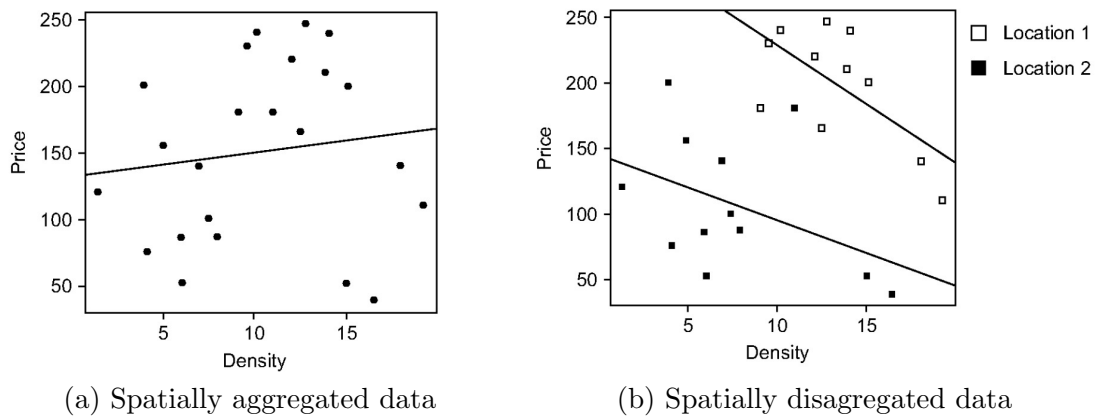 250
200
150
100
50
Price
5
10
15
Density
(a) Spatially aggregated data
250
200
150
100
50
Price
5
10
15
Density
Location 1
Location 2
(b) Spatially disagregated data